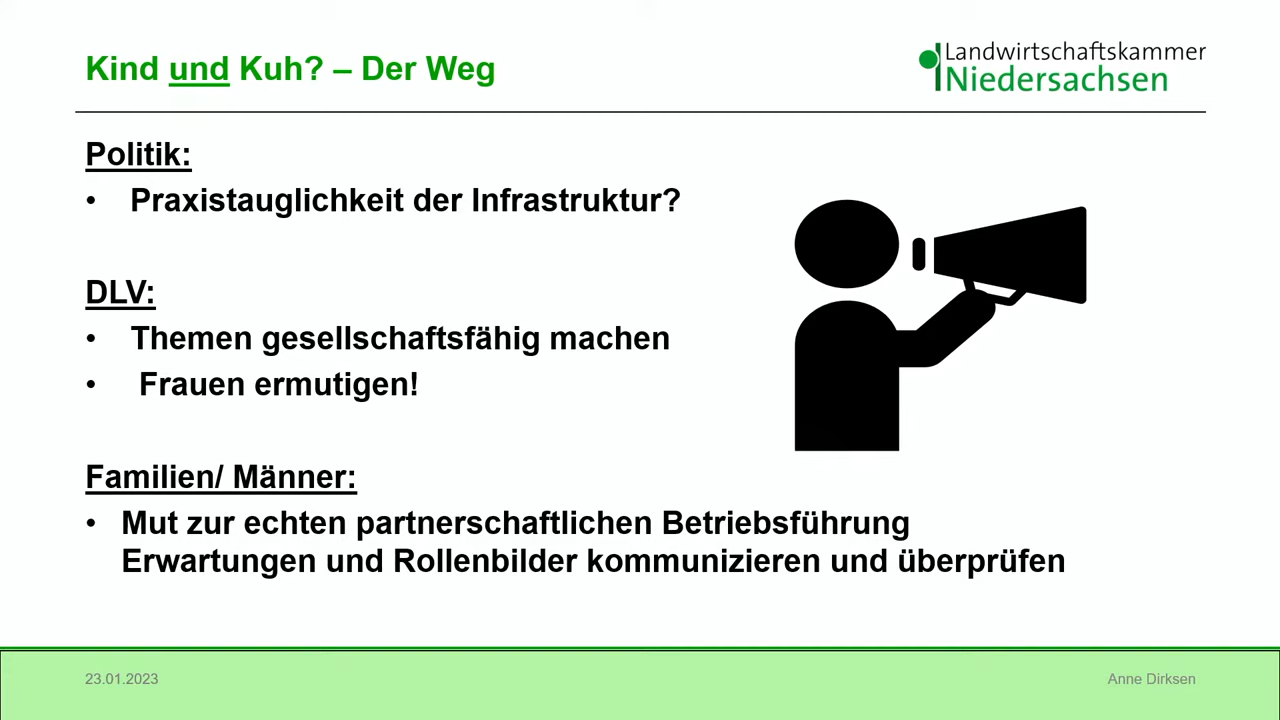 Kind und Kuh? – Der Weg
Landwirtschaftskammer
Niedersachsen
Politik:
• Praxistauglichkeit der Infrastruktur?
DLV:
• Themen gesellschaftsfähig machen
• Frauen ermutigen!
Familien/ Männer:
• Mut zur echten partnerschaftlichen Betriebsführung
Erwartungen und Rollenbilder kommunizieren und überprüfen
23.01.2023
Anne Dirksen